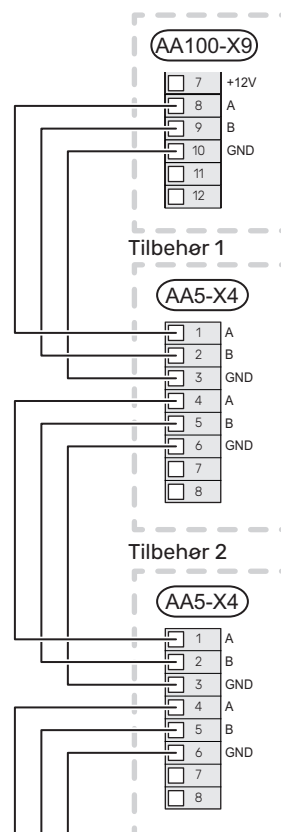 AA100-X9
7 +12V
8 A
9 B
10 GND
11
12
Tilbehør 1
AA5-X4
1 A
2 B
3 GND
4 A
5 B
6 GND
7
8
Tilbehør 2
AA5-X4
1 A
2 B
3 GND
4 A
5 B
6 GND
7
8